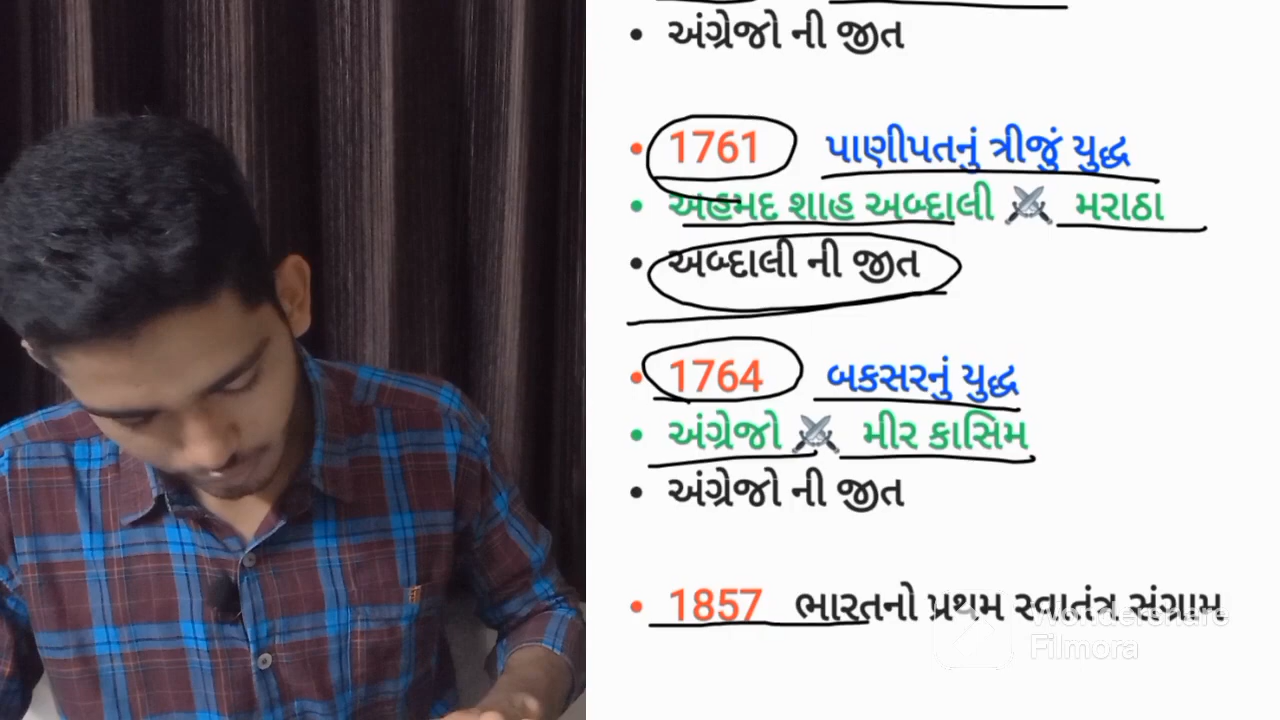 • અંગ્રેજો ની જીત
• 1761 પાણીપતનું ત્રીજું યુદ્ધ
• અહમદ શાહ અબ્દાલી ⚔ મરાઠા
• અબ્દાલી ની જીત
• 1764 બકસરનું યુદ્ધ
• અંગ્રેજો ⚔ મીર કાસિમ
• અંગ્રેજો ની જીત
• 1857 ભારતનો પ્રથમ સ્વાતંત્ર સંગ્રામ
Wondershare
Filmora